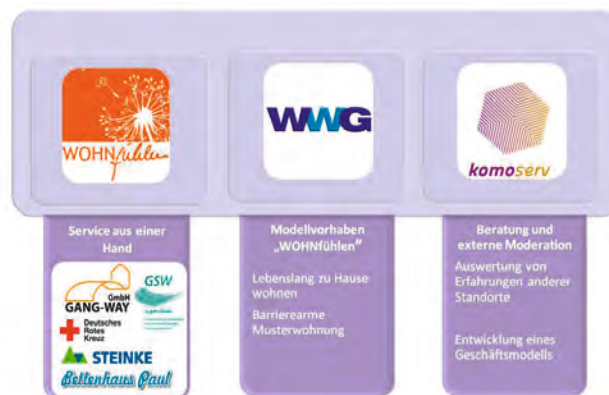 WOHNfühlen
WWG
komoserv
Service aus einer
Hand
GmbH
GANG-WAY
GSW
Deutsches
Rotes
Kreuz
STEINKE
Bettenhaus Paul
Modellvorhaben
„WOHNfühlen"
Lebenslang zu Hause
wohnen
Barrierearme
Musterwohnung
Beratung und
externe Moderation
Auswertung von
Erfahrungen anderer
Standorte
Entwicklung eines
Geschäftsmodells